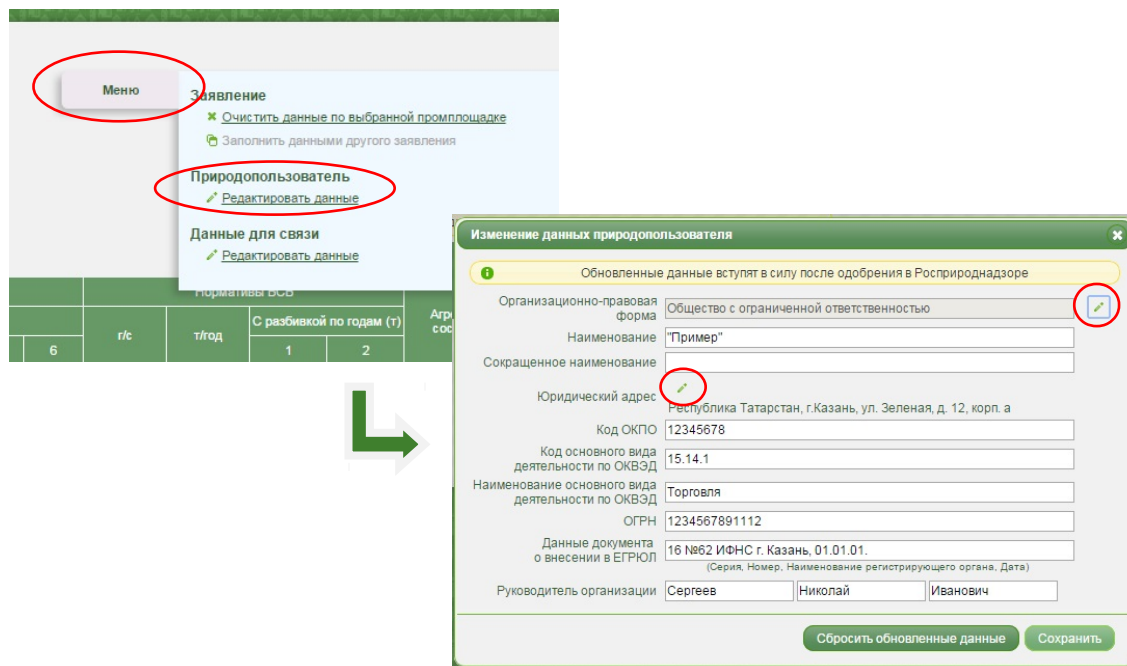 Меню
Заявление
Очистить данные по выбранной промплощадке
Заполнить данными другого заявления
Природопользователь
Редактировать данные
Данные для связи
Редактировать данные
Нормативы ВСВ
6
г/с
т/год
С разбивкой по годам (т)
1
2
Изменение данных природопользователя
Обновленные данные вступят в силу после одобрения в Росприроднадзоре
Организационно-правовая
форма
Общество с ограниченной ответственностью
Наименование
"Пример"
Сокращенное наименование
Юридический адрес
Республика Татарстан, г.Казань, ул. Зеленая, д. 12, корп. а
Код ОКПО
12345678
Код основного вида
деятельности по ОКВЭД
15.14.1
Наименование основного вида
деятельности по ОКВЭД
Торговля
ОГРН
1234567891112
Данные документа
о внесении в ЕГРЮЛ
16 №62 ИФНС г. Казань, 01.01.01.
(Серия, Номер, Наименование регистрирующего органа, Дата)
Руководитель организации
Сергеев
Николай
Иванович
Сбросить обновленные данные
Сохранить